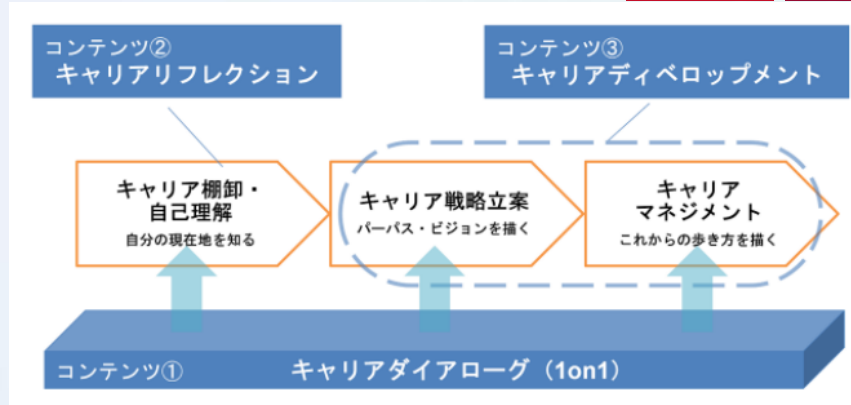 コンテンツ②
キャリアリフレクション
コンテンツ③
キャリアディベロップメント
キャリア棚卸・
自己理解
自分の現在地を知る
キャリア戦略立案
パーパス・ビジョンを描く
キャリア
マネジメント
これからの歩き方を描く
コンテンツ①
キャリアダイアローグ（1on1）